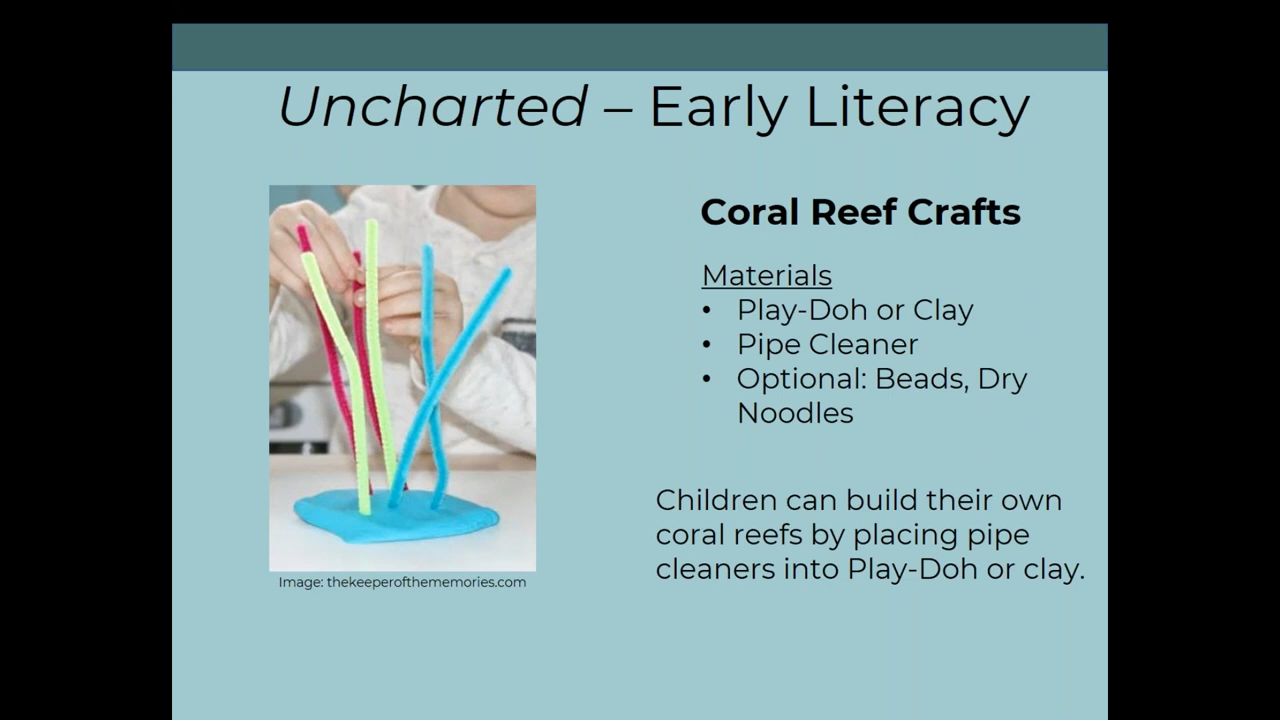 Uncharted – Early Literacy
Coral Reef Crafts
Materials
• Play-Doh or Clay
• Pipe Cleaner
• Optional: Beads, Dry
Noodles
Children can build their own
coral reefs by placing pipe
cleaners into Play-Doh or clay.
Image: thekeeperofthememories.com